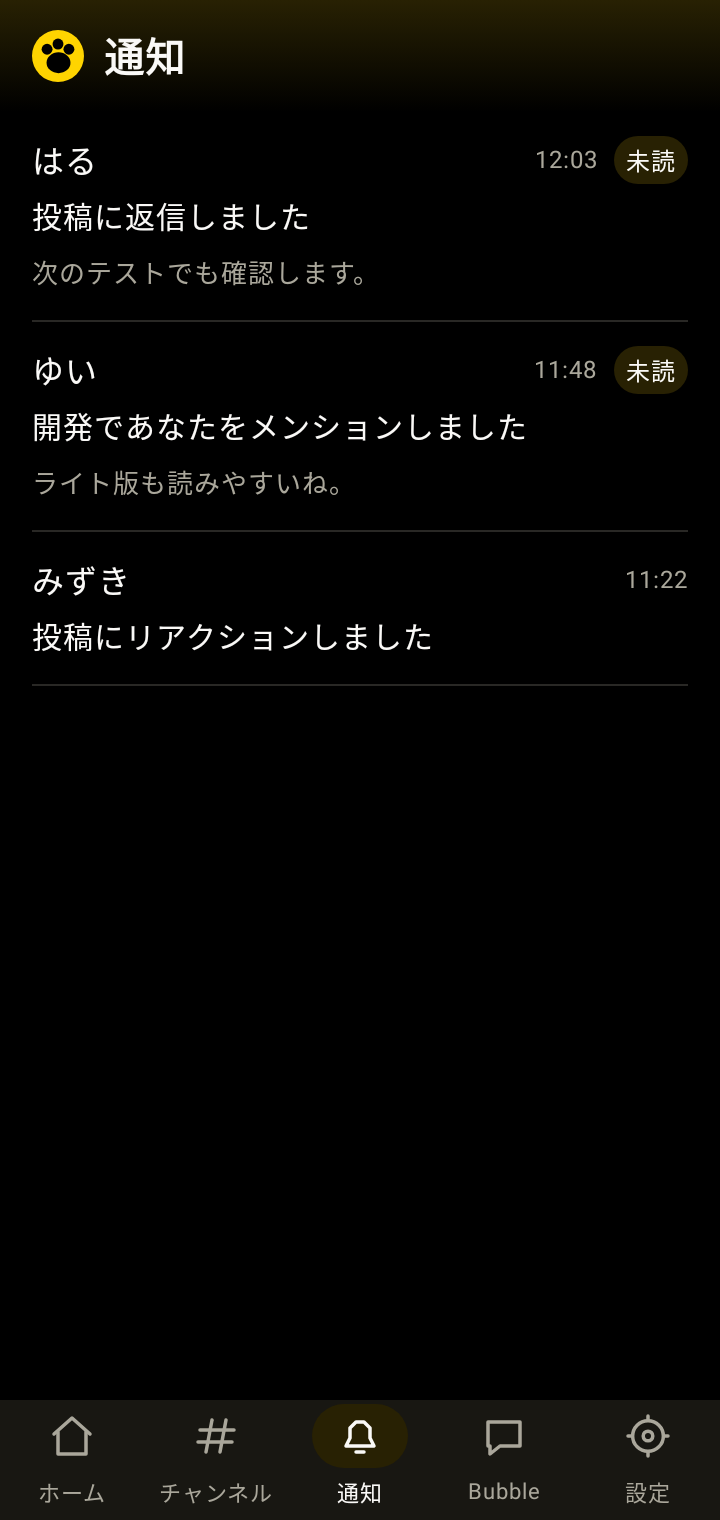 通知
はる 12:03 未読
投稿に返信しました
次のテストでも確認します。
ゆい 11:48 未読
開発であなたをメンションしました
ライト版も読みやすいね。
みずき 11:22
投稿にリアクションしました
ホーム チャンネル 通知 Bubble 設定